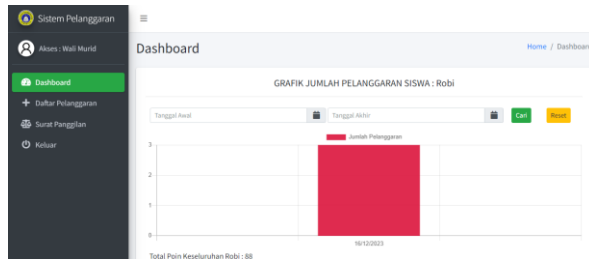 Sistem Pelanggaran
Akses : Wali Murid
Dashboard
Daftar Pelanggaran
Surat Panggilan
Keluar
Dashboard
Home / Dashboard
GRAFIK JUMLAH PELANGGARAN SISWA : Robi
Tanggal Awal
Tanggal Akhir
Cari
Reset
Jumlah Pelanggaran
3
2
1
0
16/12/2023
Total Poin Keseluruhan Robi : 88